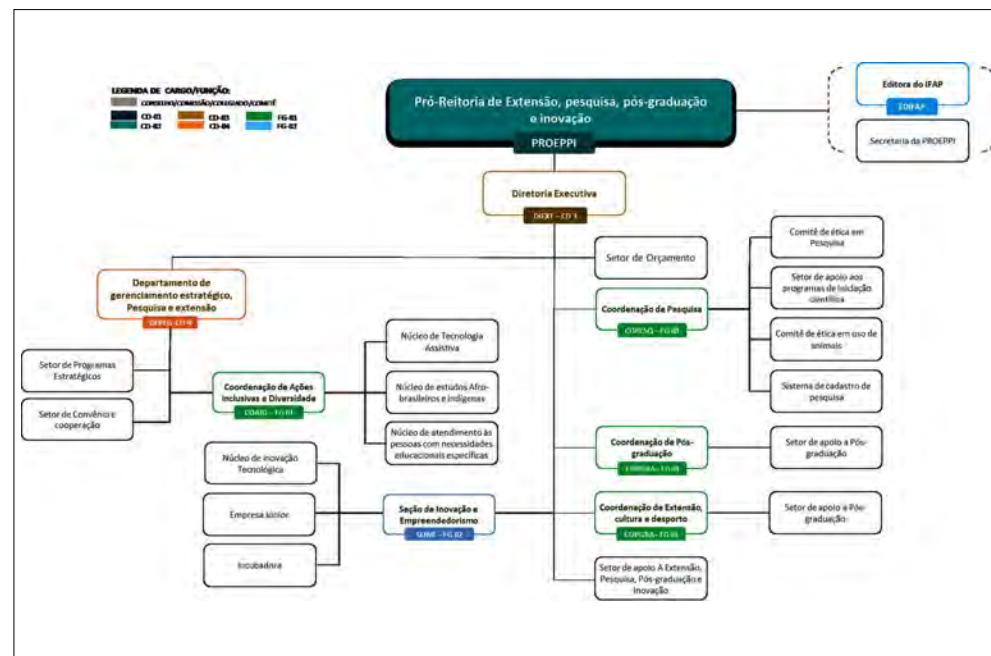 LEGENDA DE CARGO/FUNÇÃO:
CONSELHO/COMISSÃO/COLEGIADO/COMITÊ
CD-01
CD-03
FG-01
CD-02
CD-04
FG-02
Pró-Reitoria de Extensão, pesquisa, pós-graduação
e inovação
PROEPPI
Editora do IFAP
EDIFAP
Secretaria da PROEPPI
Diretoria Executiva
Setor de Orçamento
Departamento de
gerenciamento estratégico,
Pesquisa e extensão
Setor de Programas
Estratégicos
Setor de Convênio e
cooperação
Coordenação de Ações
Inclusivas e Diversidade
Núcleo de Tecnologia
Assistiva
Núcleo de estudos Afro-
brasileiros e indígenas
Núcleo de atendimento às
pessoas com necessidades
educacionais específicas
Coordenação de Pesquisa
Comitê de ética em
Pesquisa
Setor de apoio aos
programas de iniciação
científica
Comitê de ética em uso de
animais
Sistema de cadastro de
pesquisa
Coordenação de Pós-
graduação
Setor de apoio a Pós-
graduação
Núcleo de inovação
Tecnológica
Empresa Júnior
Incubadora
Seção de Inovação e
Empreendedorismo
Coordenação de Extensão,
cultura e desporto
Setor de apoio a Pós-
graduação
Setor de apoio A Extensão,
Pesquisa, Pós-graduação e
Inovação